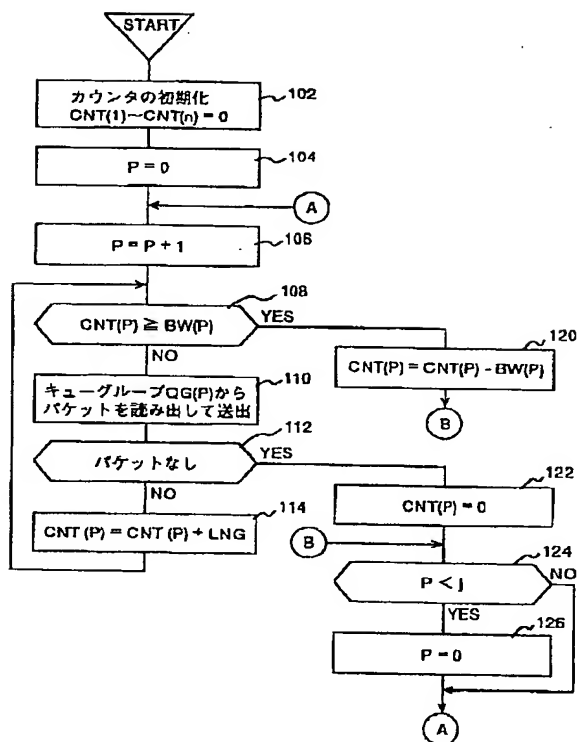 START
カウンタの初期化
CNT(1)~CNT(n) = 0
102
P = 0
104
A
P = P + 1
106
CNT(P) ≧ BW(P)
108
YES
NO
CNT(P) = CNT(P) - BW(P)
120
B
キューグループQG(P)から
パケットを読み出して送出
110
パケットなし
112
YES
NO
CNT(P) = 0
122
CNT (P) = CNT (P) + LNG
114
B
P < j
124
NO
YES
P = 0
126
A